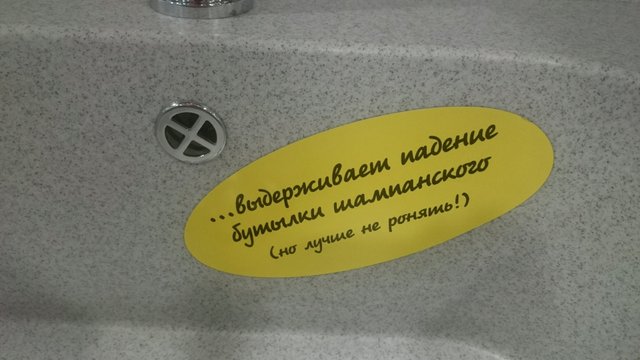 ...выдерживает падение
бутылки шампанского
(но лучше не ронять!)